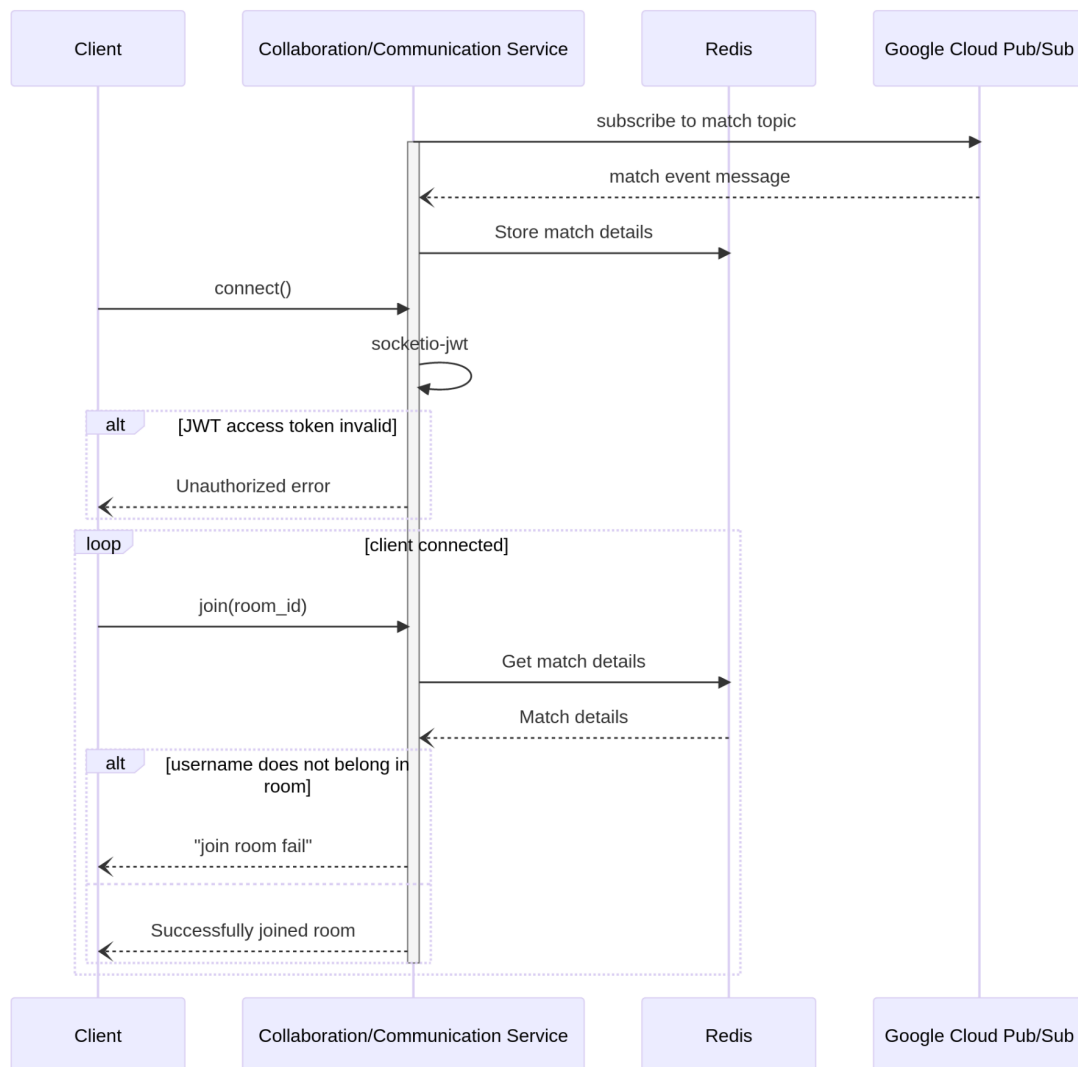 Client
Collaboration/Communication Service
Redis
Google Cloud Pub/Sub
subscribe to match topic
match event message
Store match details
connect()
socketio-jwt
alt
[JWT access token invalid]
Unauthorized error
loop
[client connected]
join(room_id)
Get match details
Match details
alt
[username does not belong in
room]
"join room fail"
Successfully joined room
Client
Collaboration/Communication Service
Redis
Google Cloud Pub/Sub